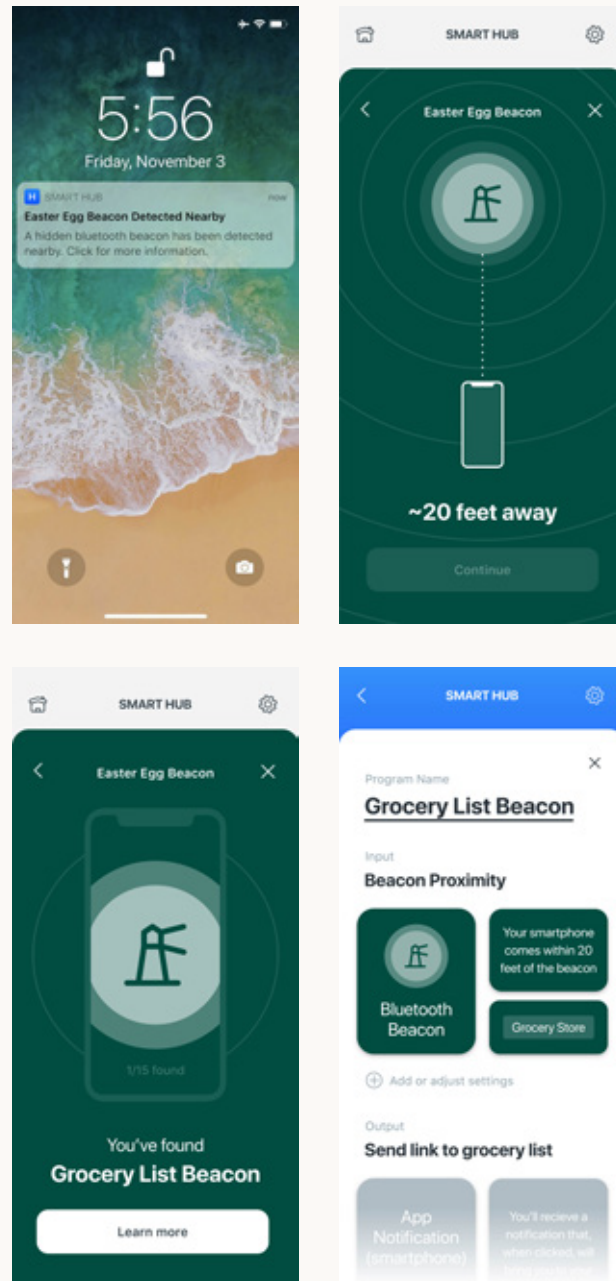 5:56
Friday, November 3
SMART HUB
now
Easter Egg Beacon Detected Nearby
A hidden bluetooth beacon has been detected
nearby. Click for more information.
SMART HUB
Easter Egg Beacon
~20 feet away
Continue
SMART HUB
Easter Egg Beacon
1/15 found
You've found
Grocery List Beacon
Learn more
SMART HUB
Program Name
Grocery List Beacon
Input
Beacon Proximity
Bluetooth
Beacon
Your smartphone
comes within 20
feet of the beacon
Grocery Store
Add or adjust settings
Output
Send link to grocery list
App
Notification
(smartphone)
You'll recieve a
notification that,
when clicked, will